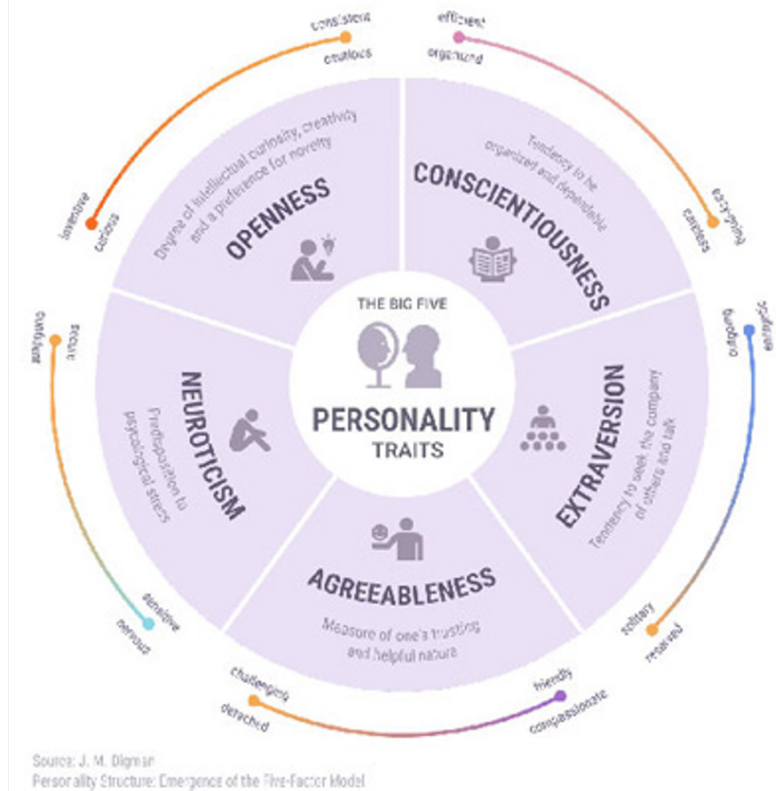 consistent
cautious
efficient
organized
inventive
curious
Degree of intellectual curiosity, creativity
and a preference for novelty
OPENNESS
Tendency to be
organized and dependable
CONSCIENTIOUSNESS
easy-going
careless
THE BIG FIVE
PERSONALITY
TRAITS
confident
secure
NEUROTICISM
Predisposition to
psycological stress
sensitive
nervous
energetic
outgoing
EXTRAVERSION
Tendency to seek the company
of others and talk
solitary
reserved
AGREEABLENESS
Measure of one's trusting
and helpful nature
challenging
detached
friendly
compassionate
Source: J. M. Digman
Personality Structure: Emergence of the Five-Factor Model